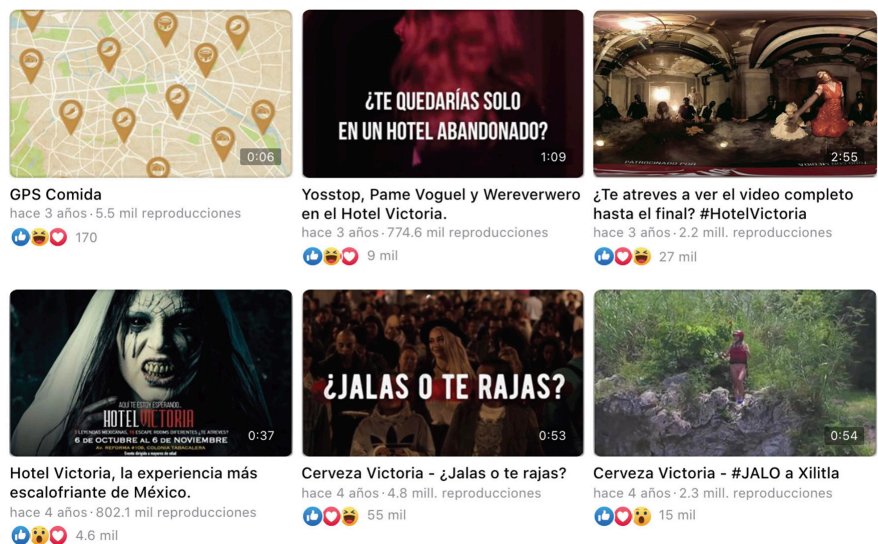 0:06
GPS Comida
hace 3 años · 5.5 mil reproducciones
170
¿TE QUEDARÍAS SOLO
EN UN HOTEL ABANDONADO?
1:09
Yosstop, Pame Voguel y Wereverwero
en el Hotel Victoria.
hace 3 años · 774.6 mil reproducciones
9 mil
PATROCINADO POR
2:55
¿Te atreves a ver el video completo
hasta el final? #HotelVictoria
hace 3 años · 2.2 mill. reproducciones
27 mil
AQUÍ TE ESTOY ESPERANDO...
HOTEL VICTORIA
6 DE OCTUBRE AL 6 DE NOVIEMBRE
0:37
Hotel Victoria, la experiencia más
escalofriante de México.
hace 4 años · 802.1 mil reproducciones
4.6 mil
¿JALAS O TE RAJAS?
0:53
Cerveza Victoria - ¿Jalas o te rajas?
hace 4 años · 4.8 mill. reproducciones
55 mil
0:54
Cerveza Victoria - #JALO a Xilitla
hace 4 años · 2.3 mill. reproducciones
15 mil